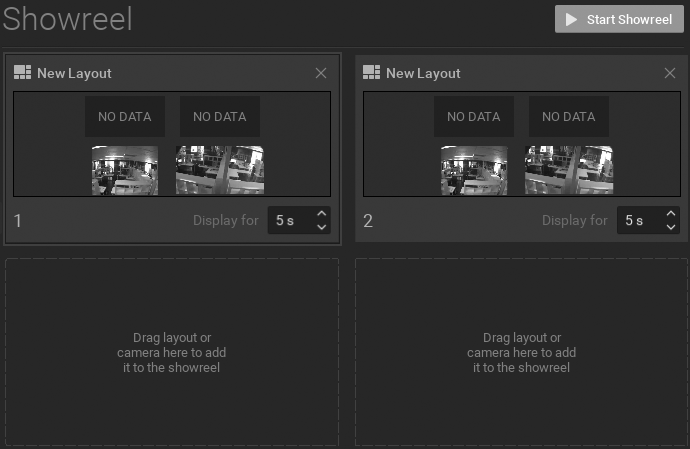 Showreel
Start Showreel
New Layout
New Layout
NO DATA
NO DATA
NO DATA
NO DATA
1
Display for
5 s
2
Display for
5 s
Drag layout or
camera here to add
it to the showreel
Drag layout or
camera here to add
it to the showreel